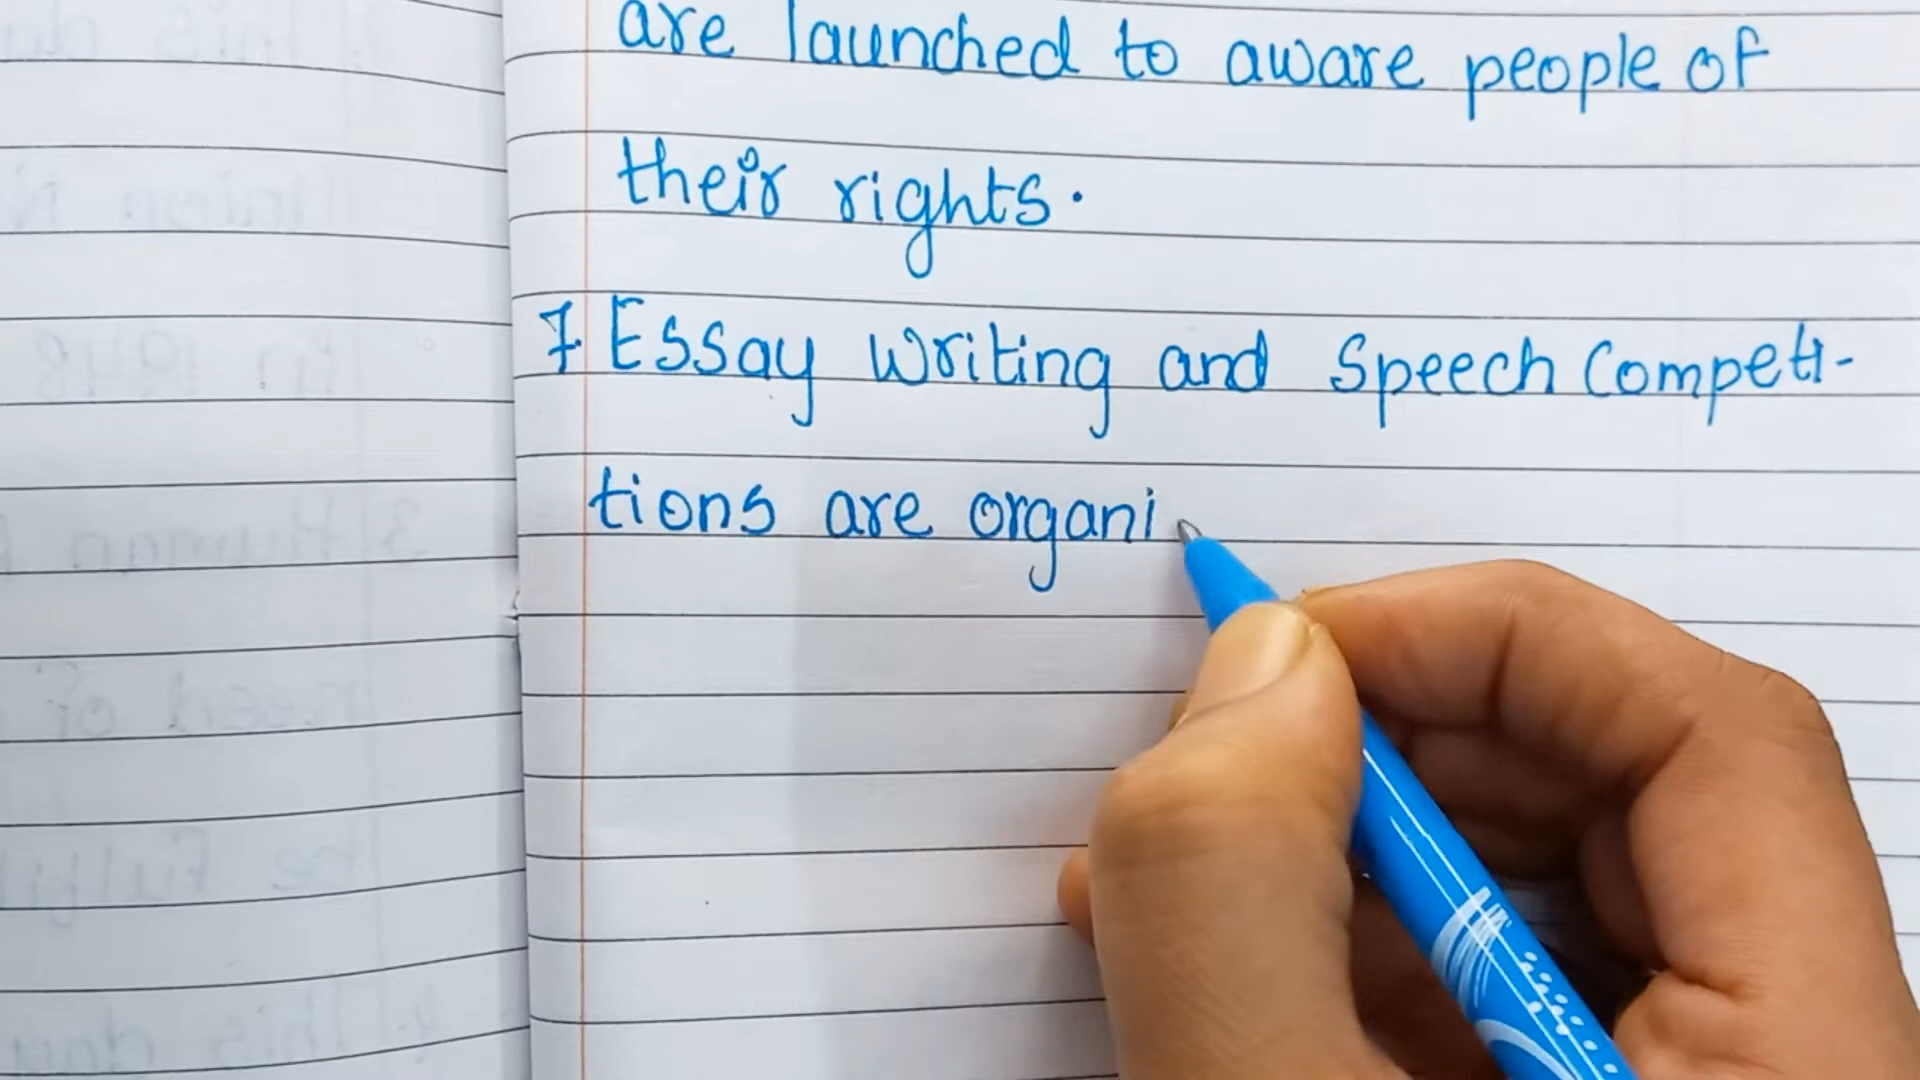 are launched to aware people of
their rights.
7. Essay writing and Speech Competi-
tions are organi